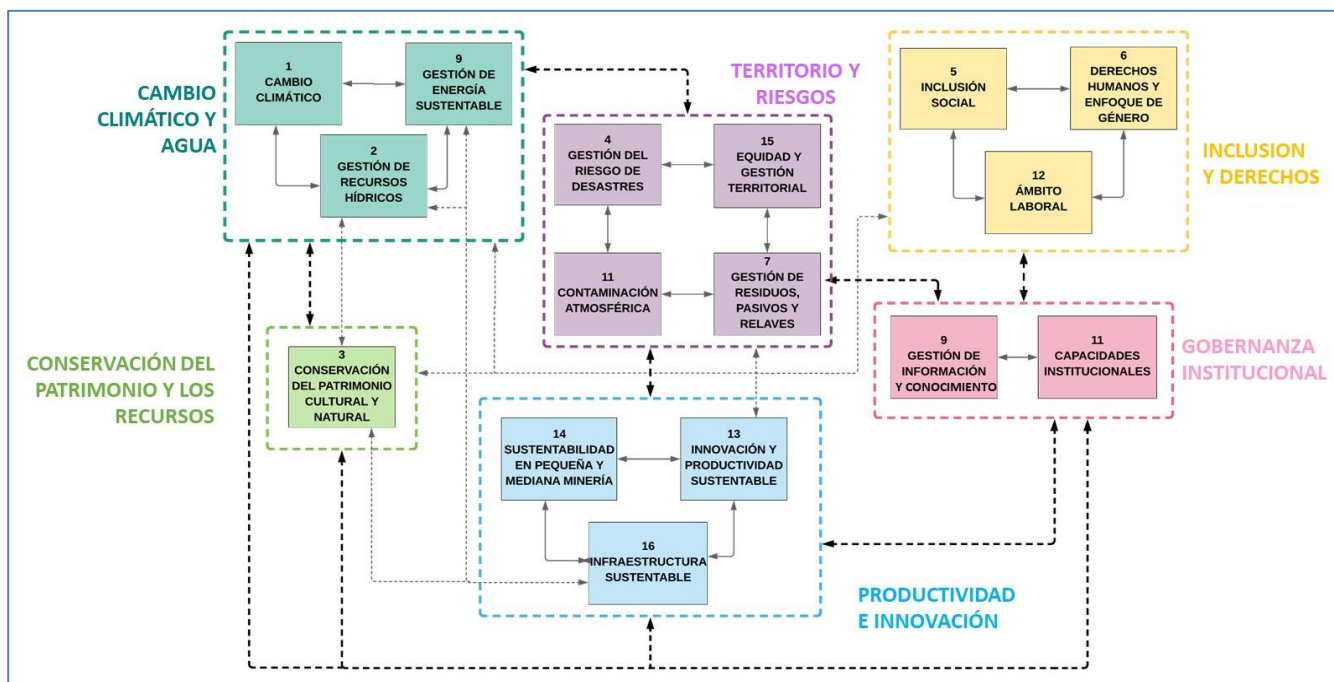 CAMBIO
CLIMÁTICO Y
AGUA
1
CAMBIO
CLIMÁTICO
9
GESTIÓN DE
ENERGÍA
SUSTENTABLE
2
GESTIÓN DE
RECURSOS
HÍDRICOS
TERRITORIO Y
RIESGOS
4
GESTIÓN DEL
RIESGO DE
DESASTRES
15
EQUIDAD Y
GESTIÓN
TERRITORIAL
11
CONTAMINACIÓN
ATMOSFÉRICA
7
GESTIÓN DE
RESIDUOS,
PASIVOS Y
RELAVES
5
INCLUSIÓN
SOCIAL
6
DERECHOS
HUMANOS Y
ENFOQUE DE
GÉNERO
12
ÁMBITO
LABORAL
INCLUSION
Y DERECHOS
CONSERVACIÓN DEL
PATRIMONIO Y LOS
RECURSOS
3
CONSERVACIÓN
DEL PATRIMONIO
CULTURAL Y
NATURAL
9
GESTIÓN DE
INFORMACIÓN
Y CONOCIMIENTO
11
CAPACIDADES
INSTITUCIONALES
GOBERNANZA
INSTITUCIONAL
14
SUSTENTABILIDAD
EN PEQUEÑA Y
MEDIANA MINERÍA
13
INNOVACIÓN Y
PRODUCTIVIDAD
SUSTENTABLE
16
INFRAESTRUCTURA
SUSTENTABLE
PRODUCTIVIDAD
E INNOVACIÓN